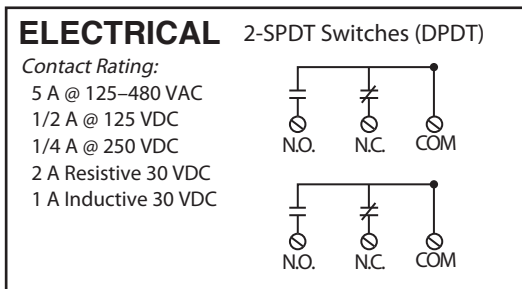 ELECTRICAL 2-SPDT Switches (DPDT)
Contact Rating:
5 A @ 125–480 VAC
1/2 A @ 125 VDC
1/4 A @ 250 VDC
2 A Resistive 30 VDC
1 A Inductive 30 VDC
N.O. N.C. COM
N.O. N.C. COM